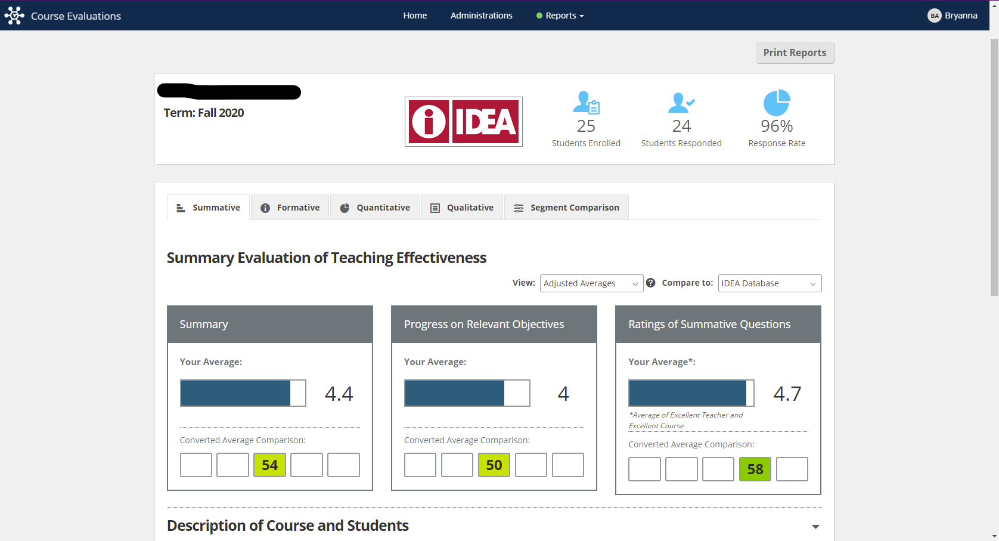 Course Evaluations
Home Administrations Reports
BA Bryanna
Print Reports
Term: Fall 2020
i IDEA
25
Students Enrolled
24
Students Responded
96%
Response Rate
Summative Formative Quantitative Qualitative Segment Comparison
Summary Evaluation of Teaching Effectiveness
View: Adjusted Averages ? Compare to: IDEA Database
Summary
Your Average:
4.4
Converted Average Comparison:
54
Progress on Relevant Objectives
Your Average:
4
Converted Average Comparison:
50
Ratings of Summative Questions
Your Average*:
4.7
*Average of Excellent Teacher and
Excellent Course
Converted Average Comparison:
58
Description of Course and Students